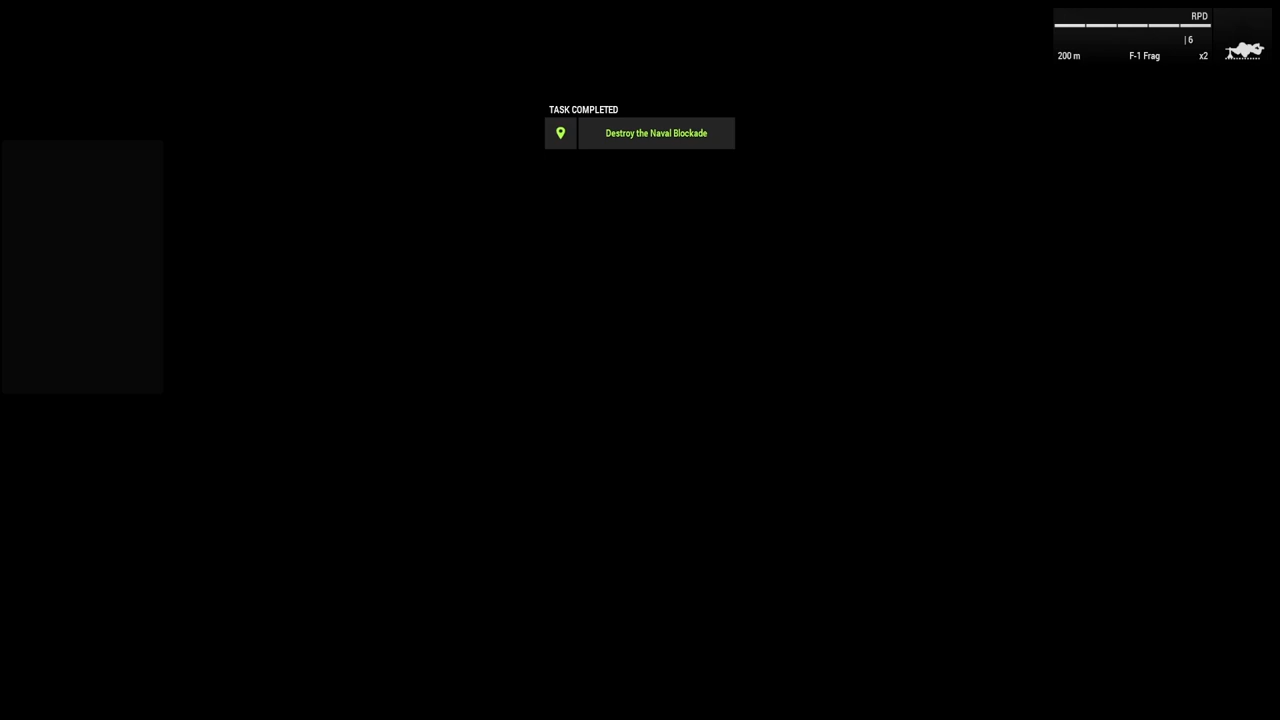 RPD
| 6
200 m F-1 Frag x2
TASK COMPLETED
Destroy the Naval Blockade